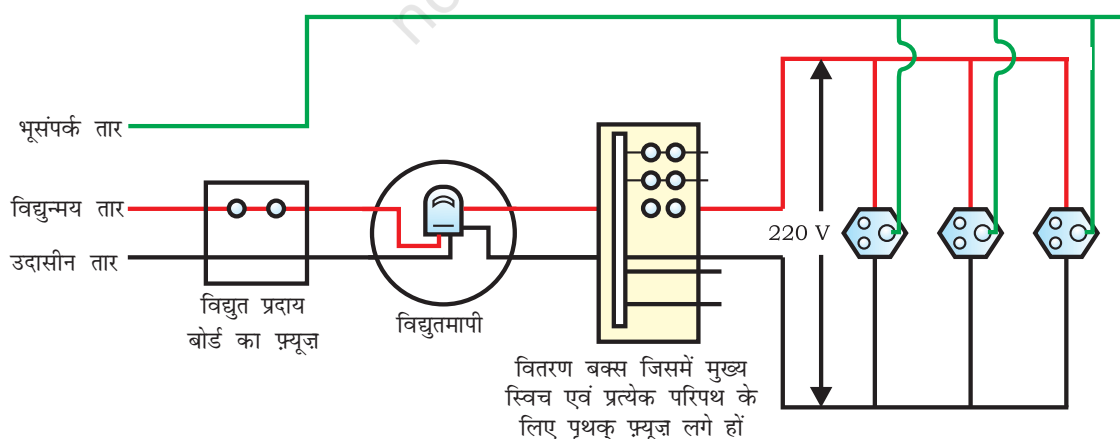 भूसंपर्क तार
विद्युन्मय तार
उदासीन तार
विद्युत प्रदाय
बोर्ड का फ़्यूज़
विद्युतमापी
वितरण बक्स जिसमें मुख्य
स्विच एवं प्रत्येक परिपथ के
लिए पृथक् फ़्यूज़ लगे हों
220 V